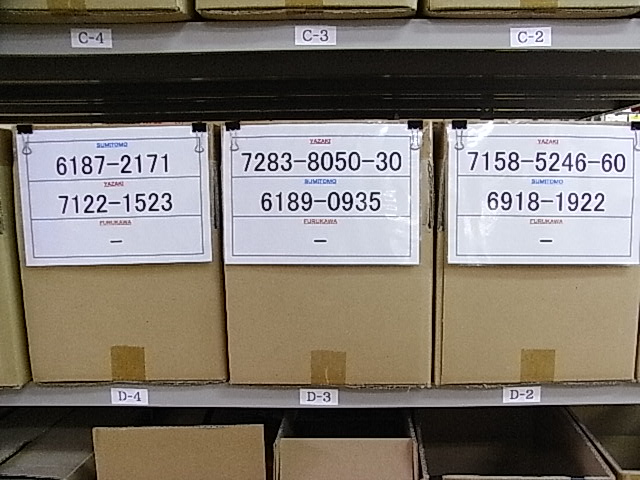 C-4
C-3
C-2
SUMITOMO
6187-2171
YAZAKI
7122-1523
FURUKAWA
-
YAZAKI
7283-8050-30
SUMITOMO
6189-0935
FURUKAWA
-
YAZAKI
7158-5246-60
SUMITOMO
6918-1922
FURUKAWA
-
D-4
D-3
D-2